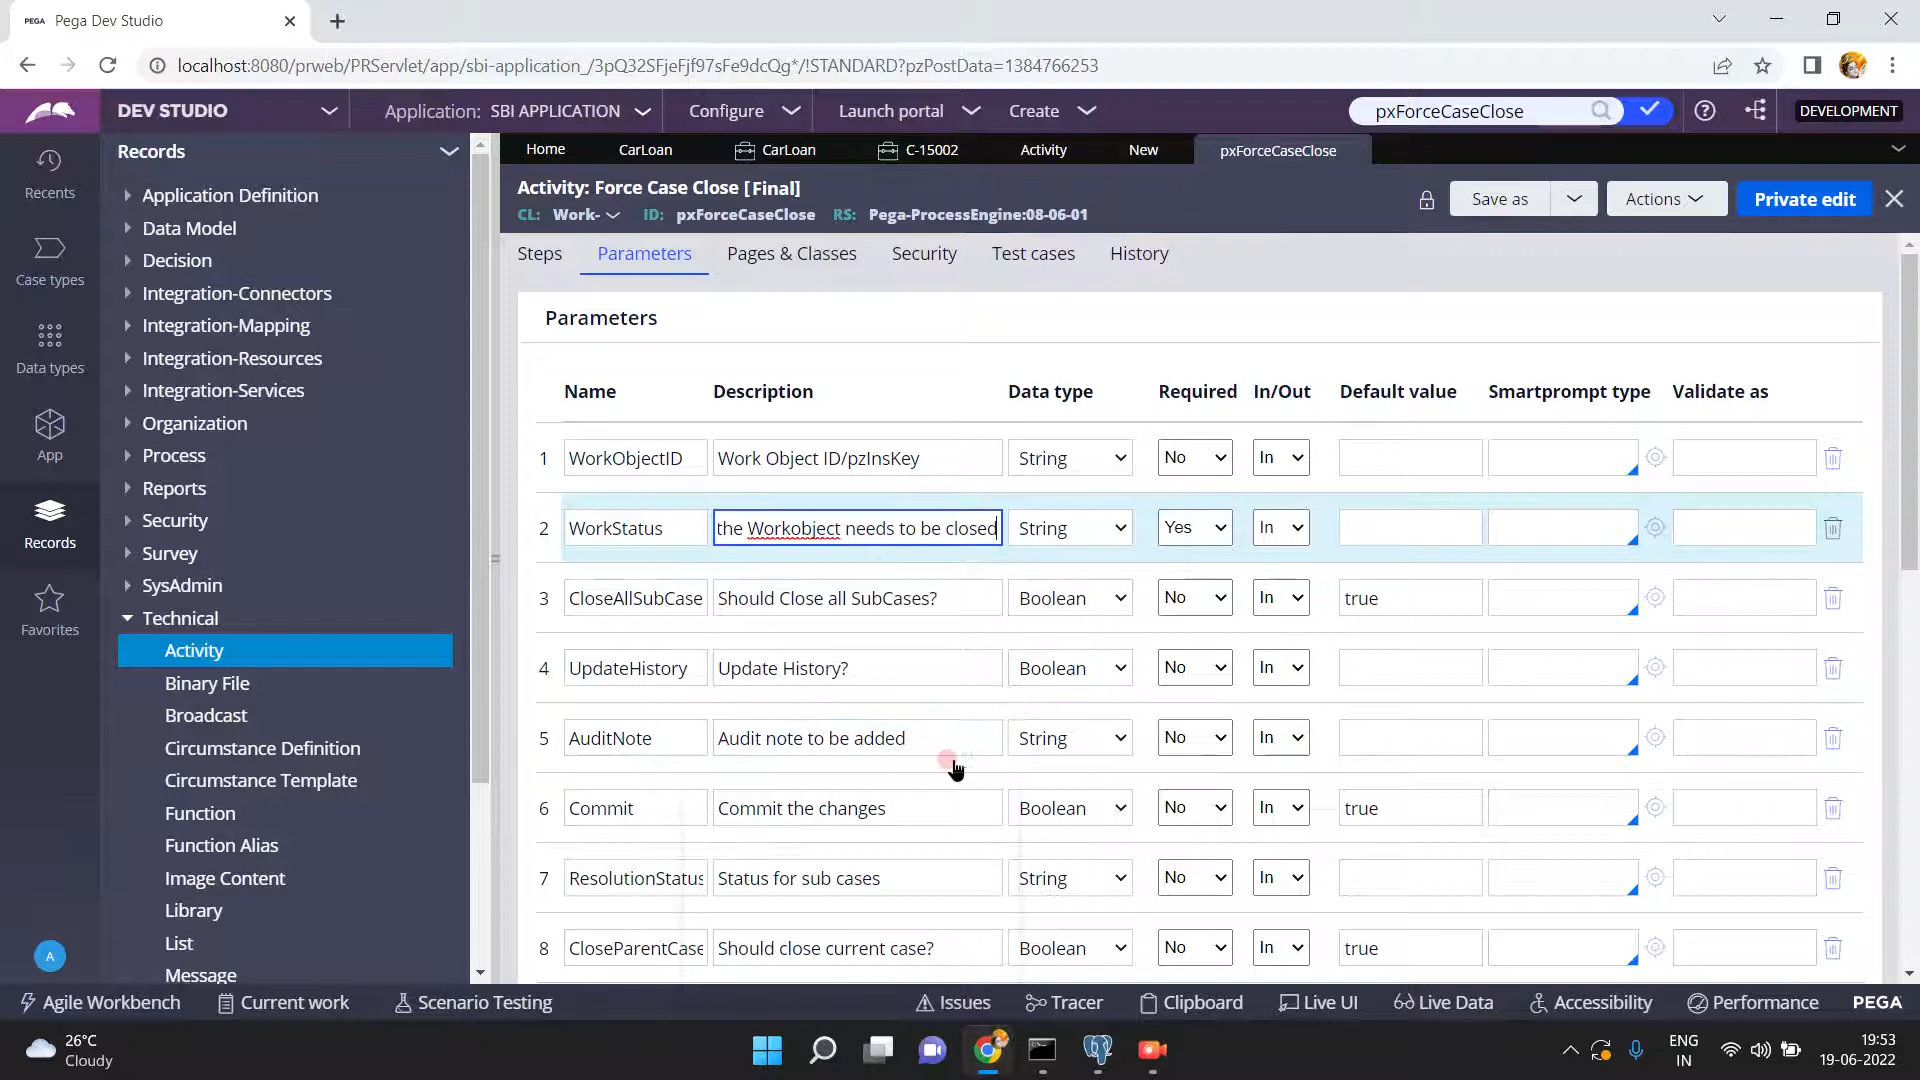 PEGA Pega Dev Studio
localhost:8080/prweb/PRServlet/app/sbi-application_/3pQ32SFjeFjf97sFe9dcQg*/!STANDARD?pzPostData=1384766253
DEV STUDIO Application: SBI APPLICATION Configure Launch portal Create pxForceCaseClose DEVELOPMENT
Recents
Case types
Data types
App
Records
Favorites
A
Records
Application Definition
Data Model
Decision
Integration-Connectors
Integration-Mapping
Integration-Resources
Integration-Services
Organization
Process
Reports
Security
Survey
SysAdmin
Technical
Activity
Binary File
Broadcast
Circumstance Definition
Circumstance Template
Function
Function Alias
Image Content
Library
List
Message
Home CarLoan CarLoan C-15002 Activity New pxForceCaseClose
Activity: Force Case Close [Final]
CL: Work- ID: pxForceCaseClose RS: Pega-ProcessEngine:08-06-01
Save as Actions Private edit
Steps Parameters Pages & Classes Security Test cases History
Parameters
Name Description Data type Required In/Out Default value Smartprompt type Validate as
1 WorkObjectID Work Object ID/pzInsKey String No In
2 WorkStatus the Workobject needs to be closed String Yes In
3 CloseAllSubCase Should Close all SubCases? Boolean No In true
4 UpdateHistory Update History? Boolean No In
5 AuditNote Audit note to be added String No In
6 Commit Commit the changes Boolean No In true
7 ResolutionStatus Status for sub cases String No In
8 CloseParentCase Should close current case? Boolean No In true
Agile Workbench Current work Scenario Testing Issues Tracer Clipboard Live UI Live Data Accessibility Performance PEGA
26°C
Cloudy
ENG
IN
19:53
19-06-2022